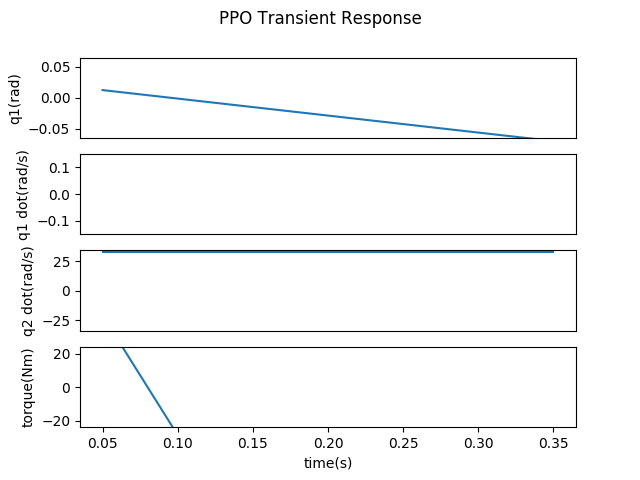 PPO Transient Response
q1(rad)
0.05
0.00
−0.05
q1 dot(rad/s)
0.1
0.0
−0.1
q2 dot(rad/s)
25
0
−25
torque(Nm)
20
0
−20
0.05 0.10 0.15 0.20 0.25 0.30 0.35
time(s)